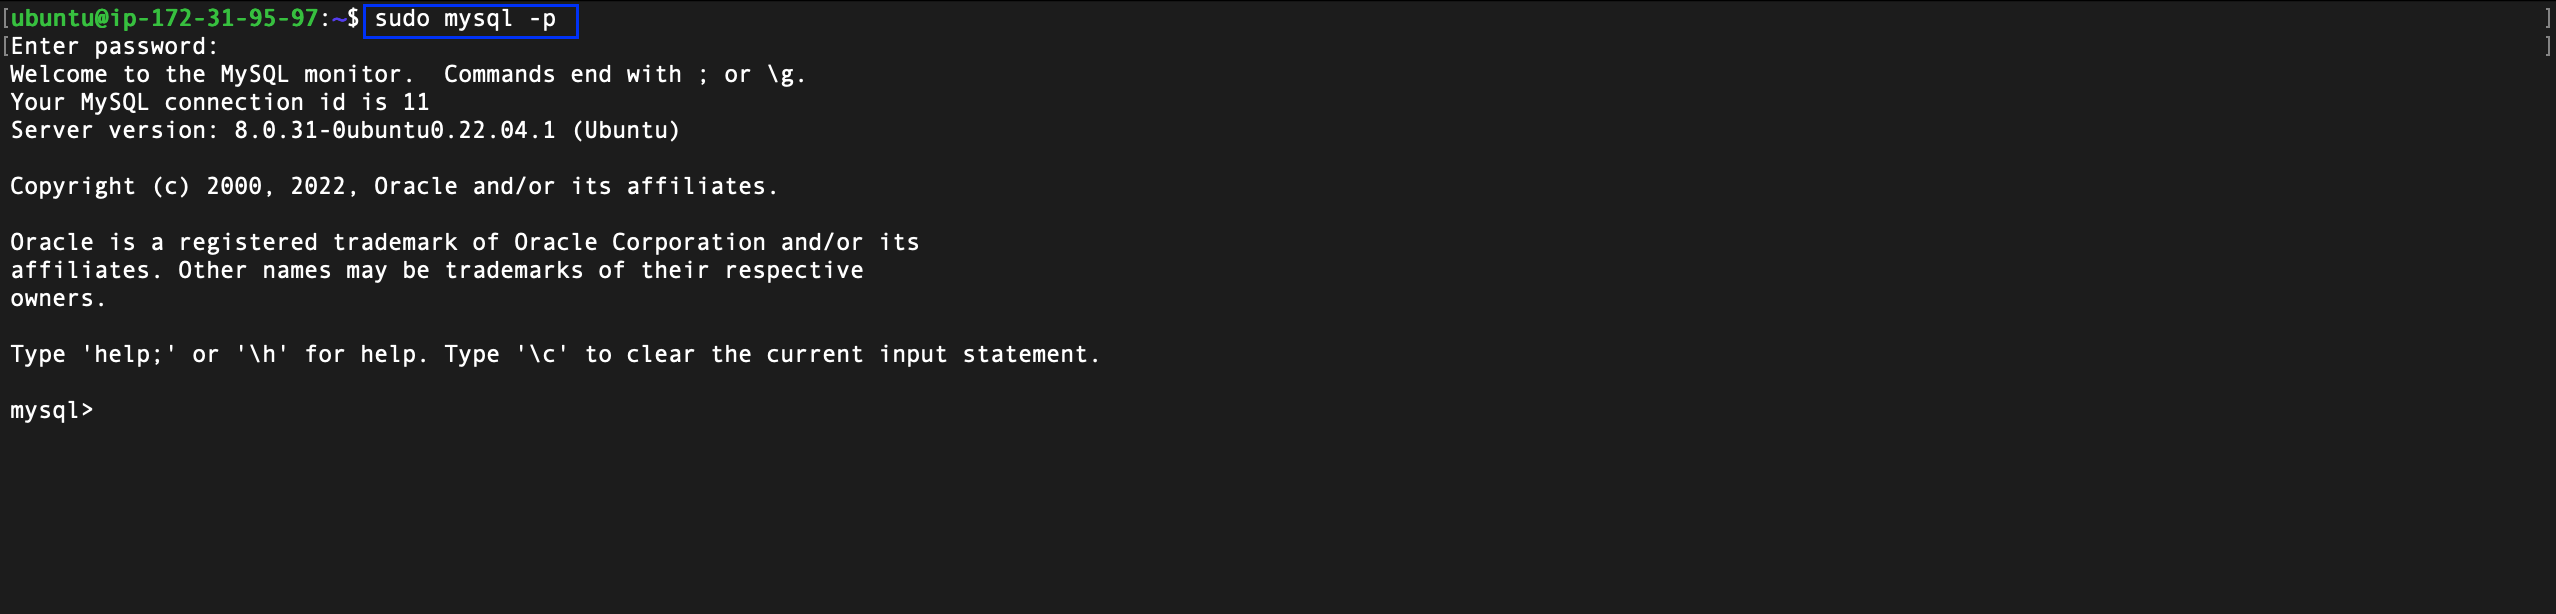 [ubuntu@ip-172-31-95-97:~$ sudo mysql -p ]
[Enter password: ]
Welcome to the MySQL monitor.  Commands end with ; or \g.
Your MySQL connection id is 11
Server version: 8.0.31-0ubuntu0.22.04.1 (Ubuntu)
Copyright (c) 2000, 2022, Oracle and/or its affiliates.
Oracle is a registered trademark of Oracle Corporation and/or its
affiliates. Other names may be trademarks of their respective
owners.
Type 'help;' or '\h' for help. Type '\c' to clear the current input statement.
mysql>